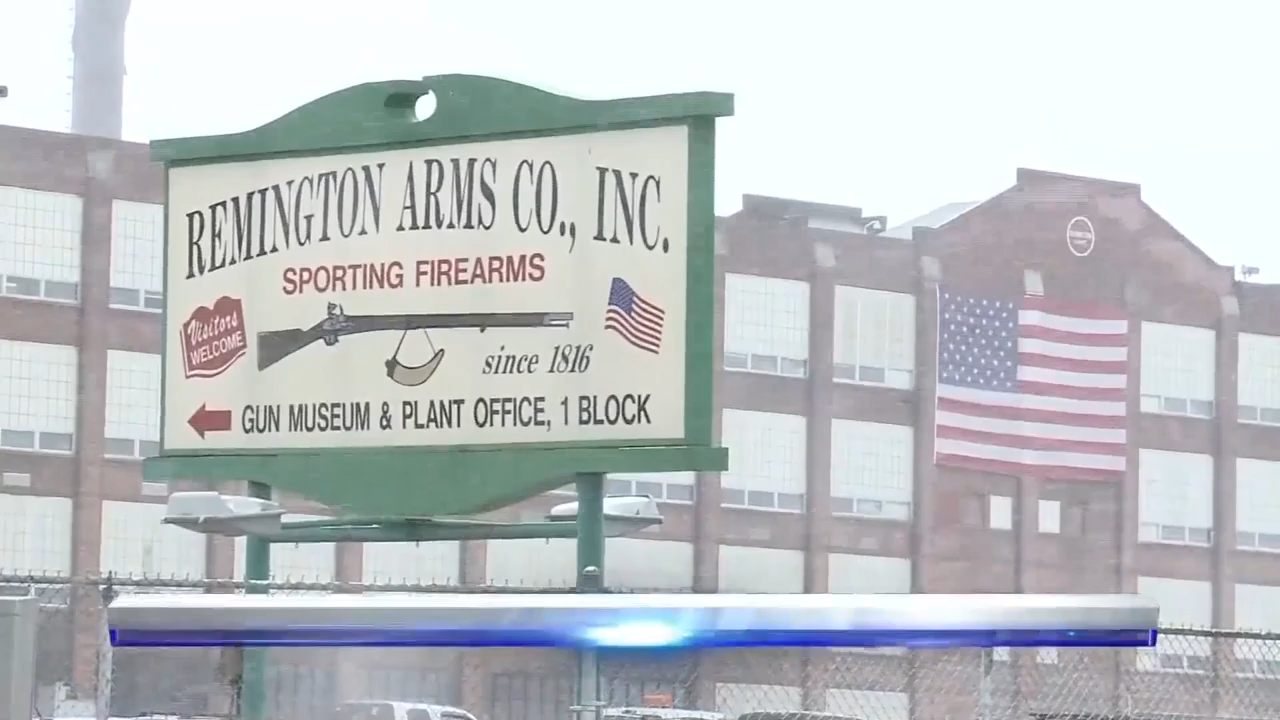 REMINGTON ARMS CO., INC.
SPORTING FIREARMS
Visitors
WELCOME
since 1816
GUN MUSEUM & PLANT OFFICE, 1 BLOCK